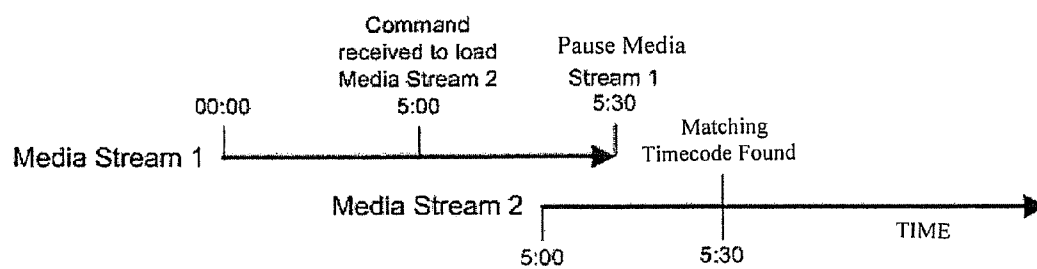 Command
received to load
Media Stream 2
5:00
Pause Media
Stream 1
5:30
00:00
Matching
Timecode Found
Media Stream 1
Media Stream 2
TIME
5:00
5:30